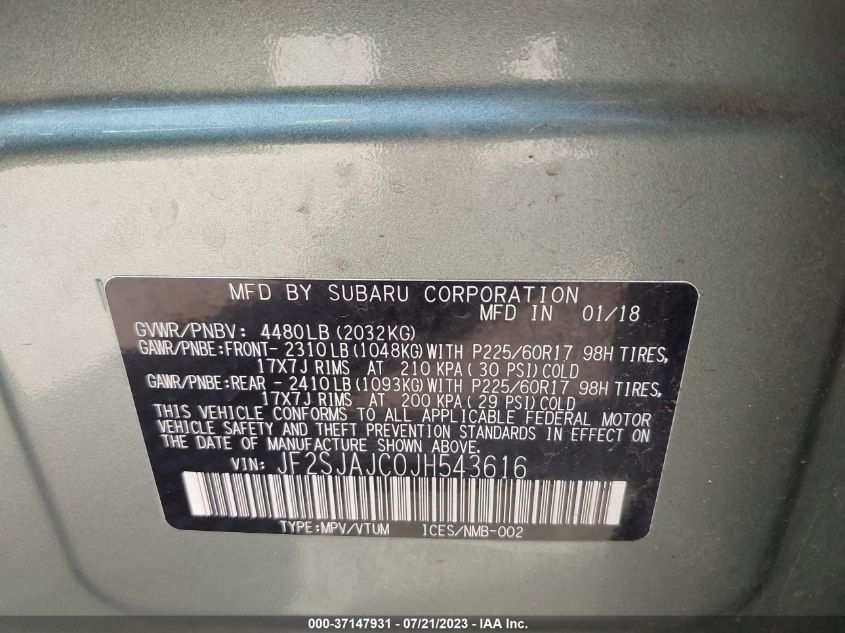 MFD BY SUBARU CORPORATION
MFD IN 01/18
GVWR/PNBV: 4480LB(2032KG)
GAWR/PNBE:FRONT- 2310LB(1048KG)WITH P225/60R17 98H TIRES,
17X7J RIMS AT 210 KPA(30 PSI)COLD
GAWR/PNBE:REAR - 2410LB(1093KG)WITH P225/60R17 98H TIRES,
17X7J RIMS AT 200 KPA(29 PSI)COLD
THIS VEHICLE CONFORMS TO ALL APPLICABLE FEDERAL MOTOR
VEHICLE SAFETY AND THEFT PREVENTION STANDARDS IN EFFECT ON
THE DATE OF MANUFACTURE SHOWN ABOVE.
VIN: JF2SJAJC0JH543616
TYPE:MPV/VTUM ICES/NMB-002
000-37147931 - 07/21/2023 - www.iaai.com